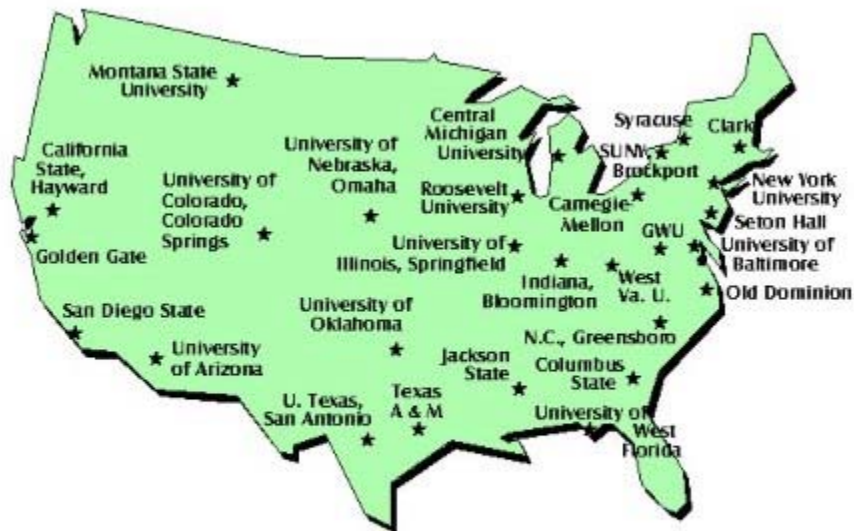 Montana State
University
California
State,
Hayward
Golden Gate
San Diego State
University of
Colorado,
Colorado
Springs
University
of Arizona
University of
Nebraska,
Omaha
University of
Oklahoma
U. Texas,
San Antonio
Texas
A & M
Central
Michigan
University
Roosevelt
University
University of
Illinois, Springfield
Indiana,
Bloomington
Jackson
State
Syracuse
SUNY,
Brockport
Clark
Carnegie
Mellon
New York
University
Seton Hall
GWU
University of
Baltimore
West
Va. U.
Old Dominion
N.C., Greensboro
Columbus
State
University of
West
Florida